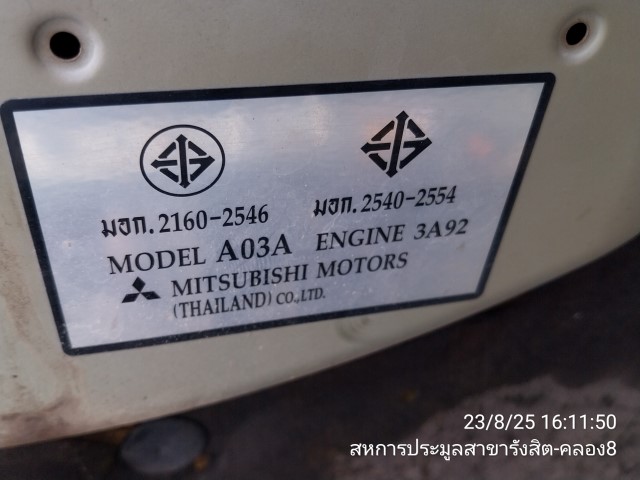 มอก.2160-2546 มอก.2540-2554
MODEL A03A ENGINE 3A92
MITSUBISHI MOTORS
(THAILAND) CO.,LTD.
23/8/25 16:11:50
สหการประมูลสาขารังสิต-คลอง8